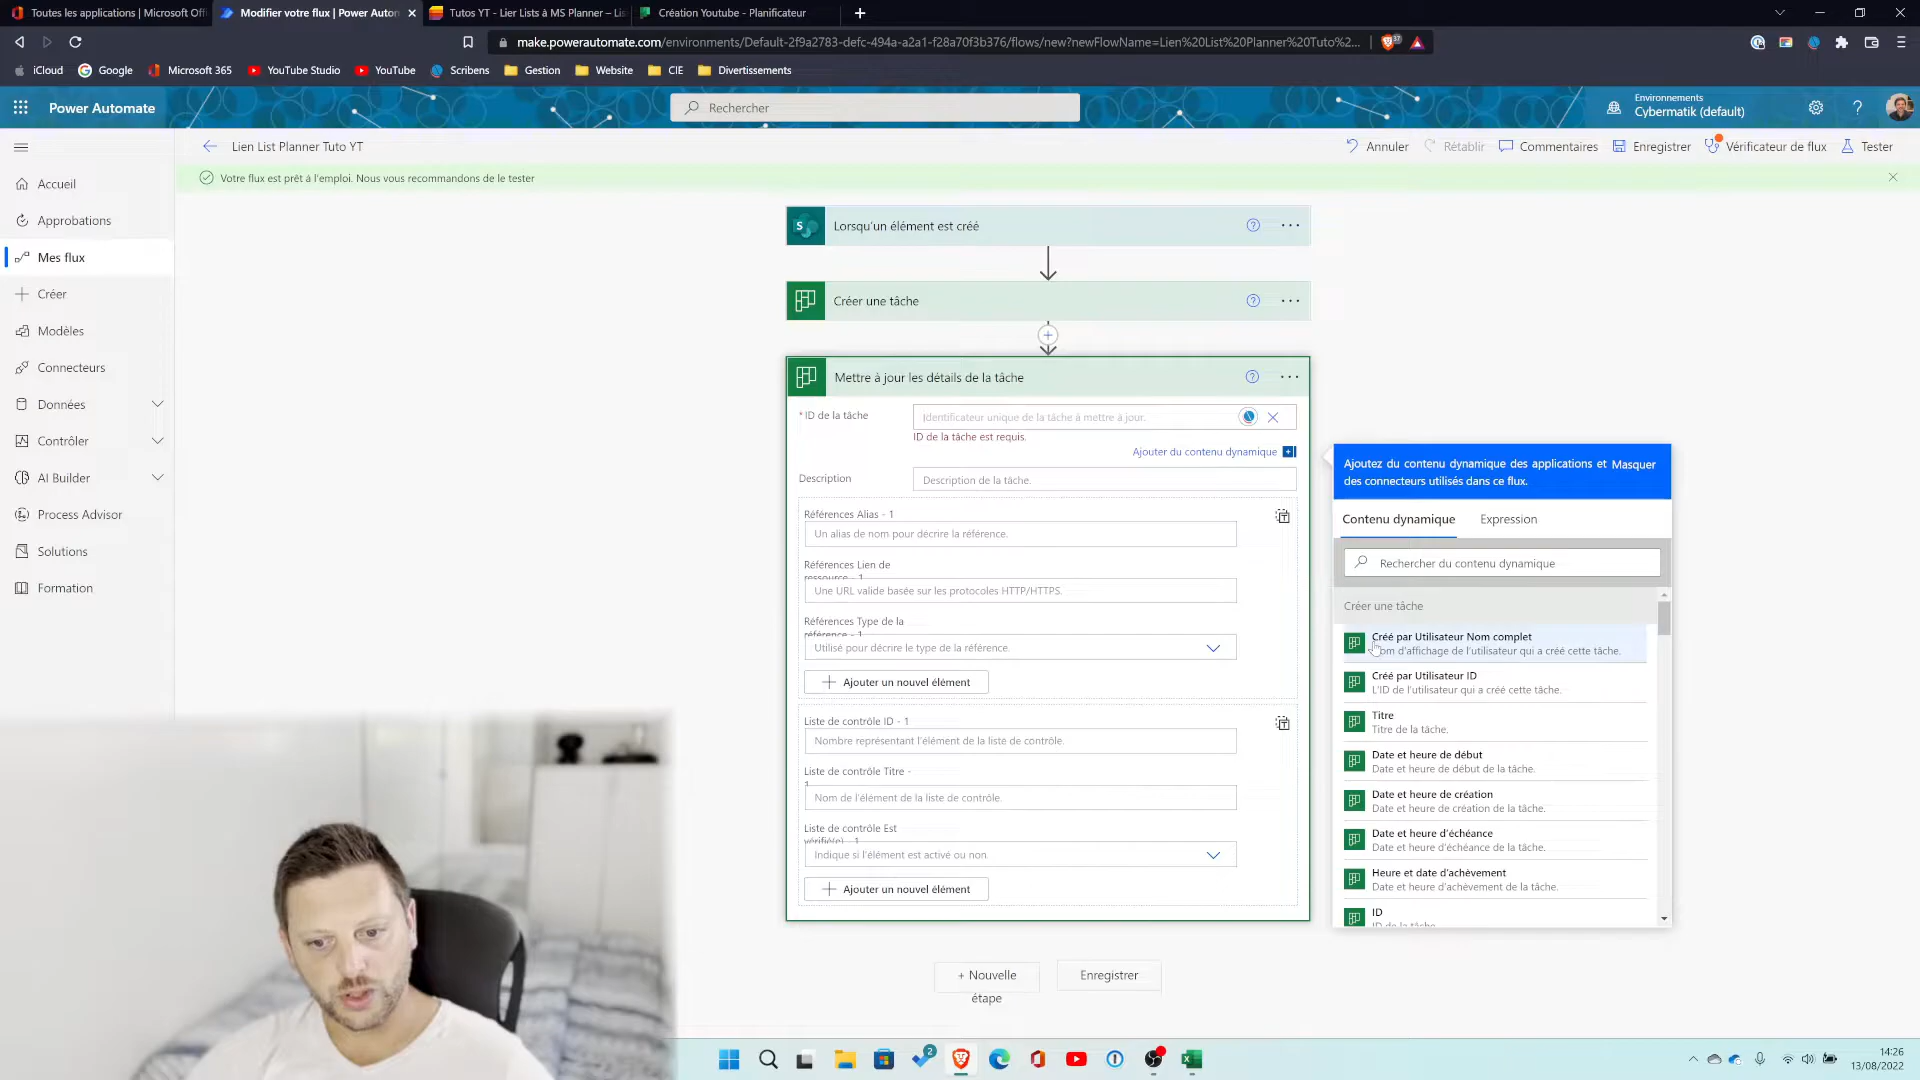 Toutes les applications | Microsoft Offi
Modifier votre flux | Power Auton
Tutos YT - Lier Lists à MS Planner – Lis
Création Youtube - Planificateur
make.powerautomate.com/environments/Default-2f9a2783-defc-494a-a2a1-f28a70f3b376/flows/new?newFlowName=Lien%20List%20Planner%20Tuto%2...
iCloud
Google
Microsoft 365
YouTube Studio
YouTube
Scribens
Gestion
Website
CIE
Divertissements
Power Automate
Rechercher
Environnements
Cybermatik (default)
Lien List Planner Tuto YT
Annuler
Rétablir
Commentaires
Enregistrer
Vérificateur de flux
Tester
Votre flux est prêt à l'emploi. Nous vous recommandons de le tester
Accueil
Approbations
Mes flux
Créer
Modèles
Connecteurs
Données
Contrôler
AI Builder
Process Advisor
Solutions
Formation
Lorsqu'un élément est créé
Créer une tâche
Mettre à jour les détails de la tâche
* ID de la tâche
Identificateur unique de la tâche à mettre à jour.
ID de la tâche est requis.
Ajouter du contenu dynamique
Description
Description de la tâche.
Références Alias - 1
Un alias de nom pour décrire la référence.
Références Lien de
ressource - 1
Une URL valide basée sur les protocoles HTTP/HTTPS.
Références Type de la
référence - 1
Utilisé pour décrire le type de la référence.
Ajouter un nouvel élément
Liste de contrôle ID - 1
Nombre représentant l'élément de la liste de contrôle.
Liste de contrôle Titre -
1
Nom de l'élément de la liste de contrôle.
Liste de contrôle Est
vérifié(e) - 1
Indique si l'élément est activé ou non.
Ajouter un nouvel élément
+ Nouvelle
étape
Enregistrer
Ajoutez du contenu dynamique des applications et
des connecteurs utilisés dans ce flux.
Masquer
Contenu dynamique
Expression
Rechercher du contenu dynamique
Créer une tâche
Créé par Utilisateur Nom complet
Nom d'affichage de l'utilisateur qui a créé cette tâche.
Créé par Utilisateur ID
L'ID de l'utilisateur qui a créé cette tâche.
Titre
Titre de la tâche.
Date et heure de début
Date et heure de début de la tâche.
Date et heure de création
Date et heure de création de la tâche.
Date et heure d'échéance
Date et heure d'échéance de la tâche.
Heure et date d'achèvement
Date et heure d'achèvement de la tâche.
ID
ID de la tâche.
2
14:26
13/08/2022